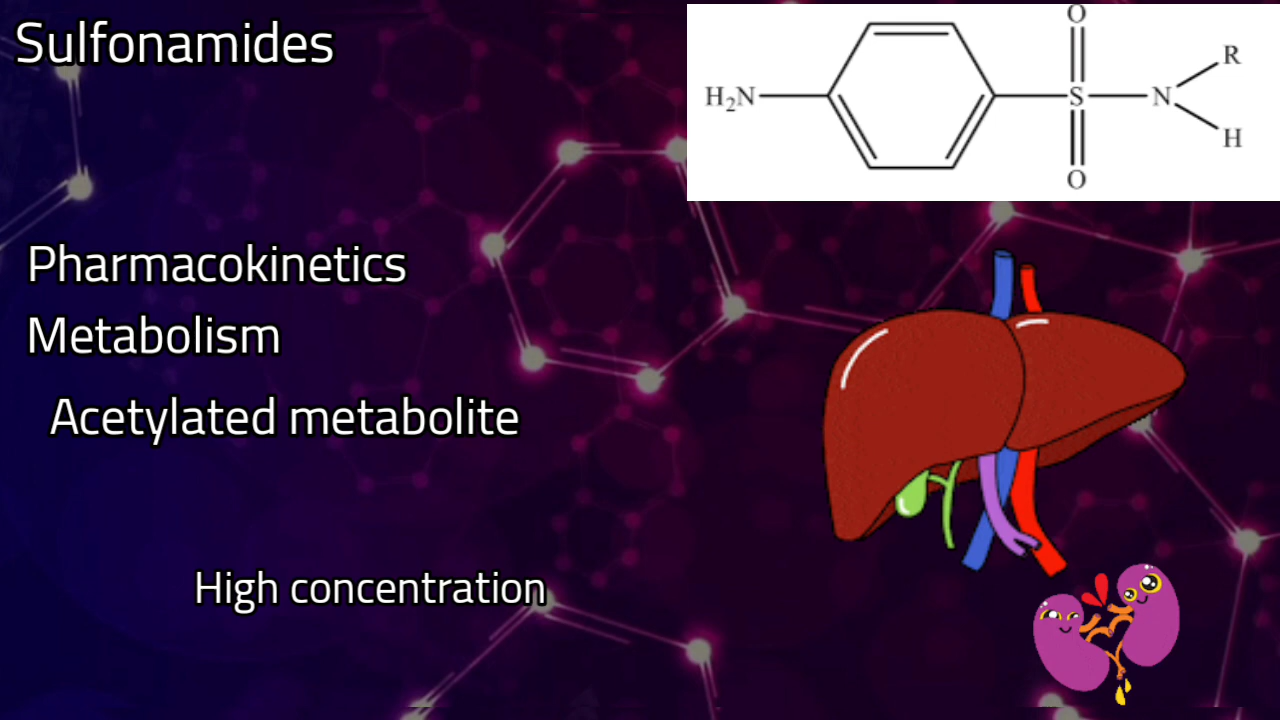 Sulfonamides
O
H₂N
S
N
R
H
O
Pharmacokinetics
Metabolism
Acetylated metabolite
High concentration